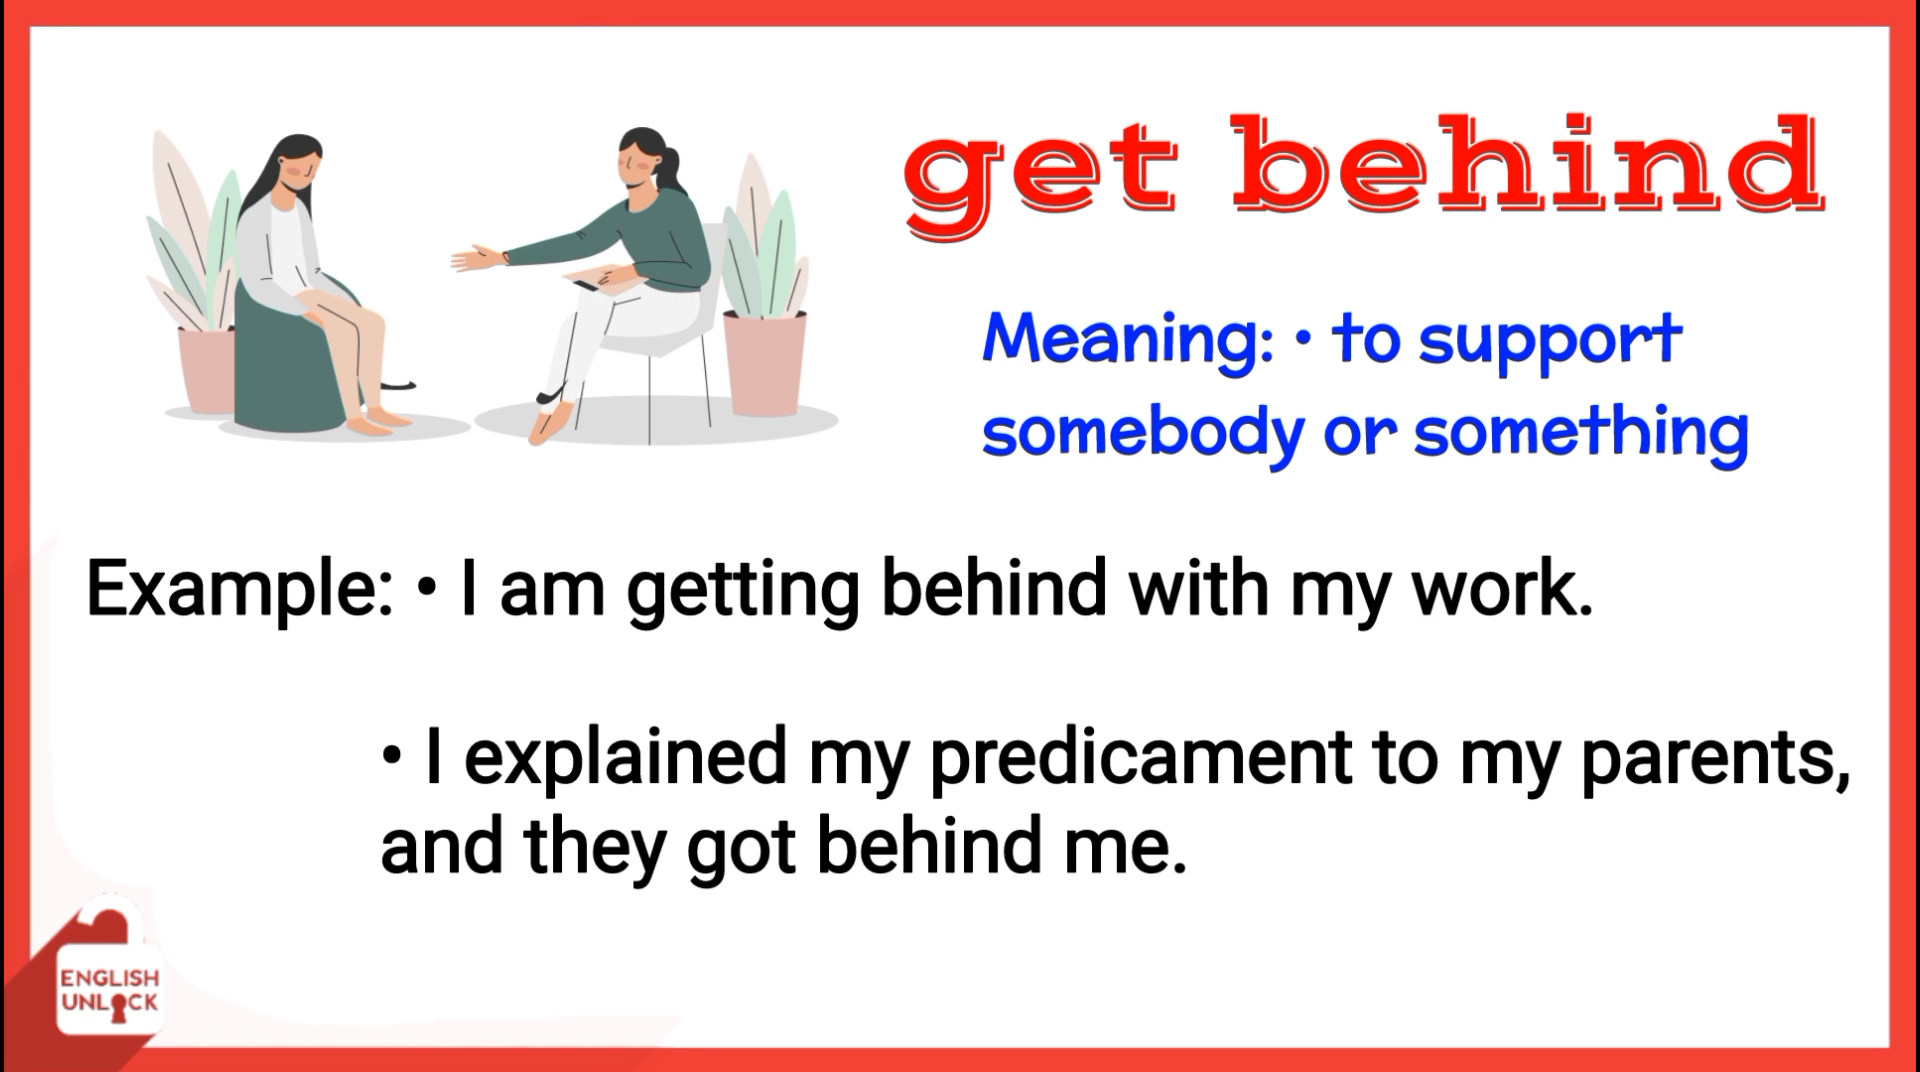 get behind
Meaning: • to support
somebody or something
Example: • I am getting behind with my work.
• I explained my predicament to my parents,
and they got behind me.
ENGLISH
UNLOCK